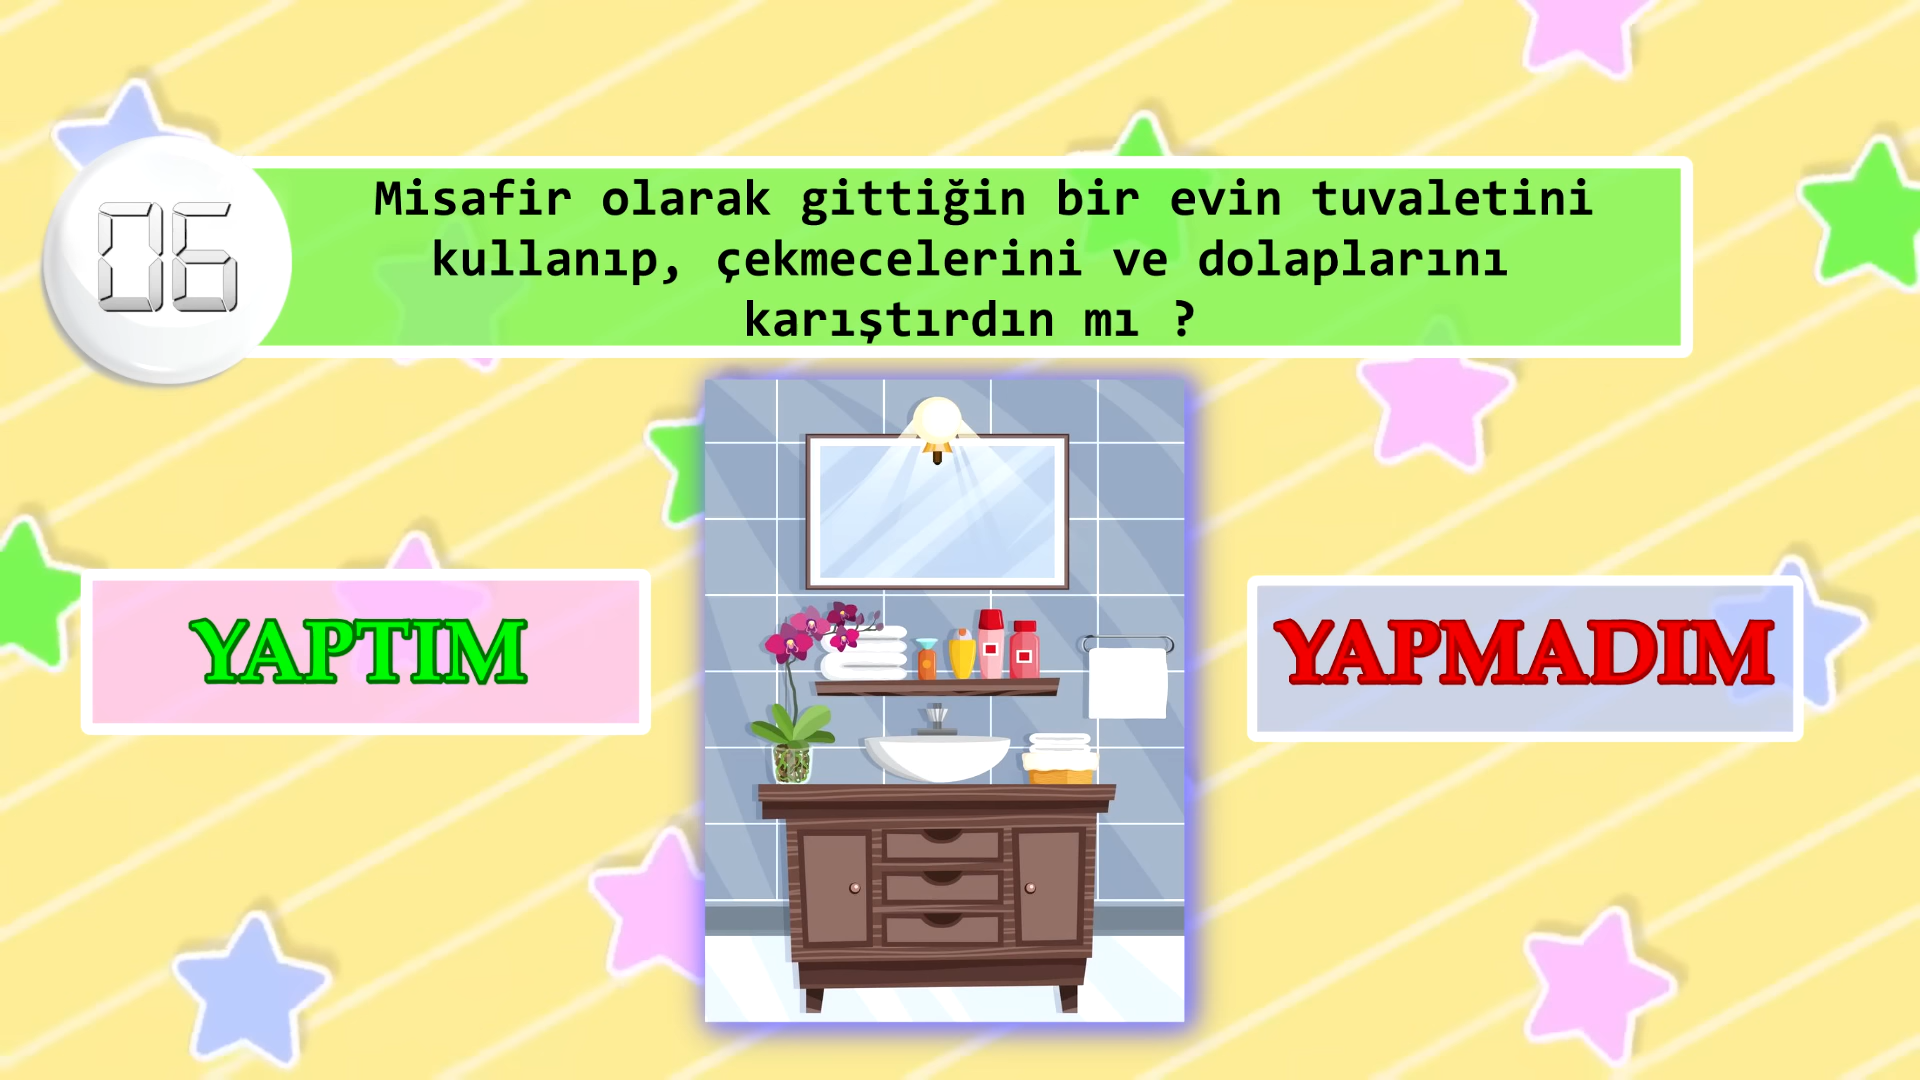 06
Misafir olarak gittiğin bir evin tuvaletini
kullanıp, çekmecelerini ve dolaplarını
karıştırdın mı ?
YAPTIM
YAPMADIM